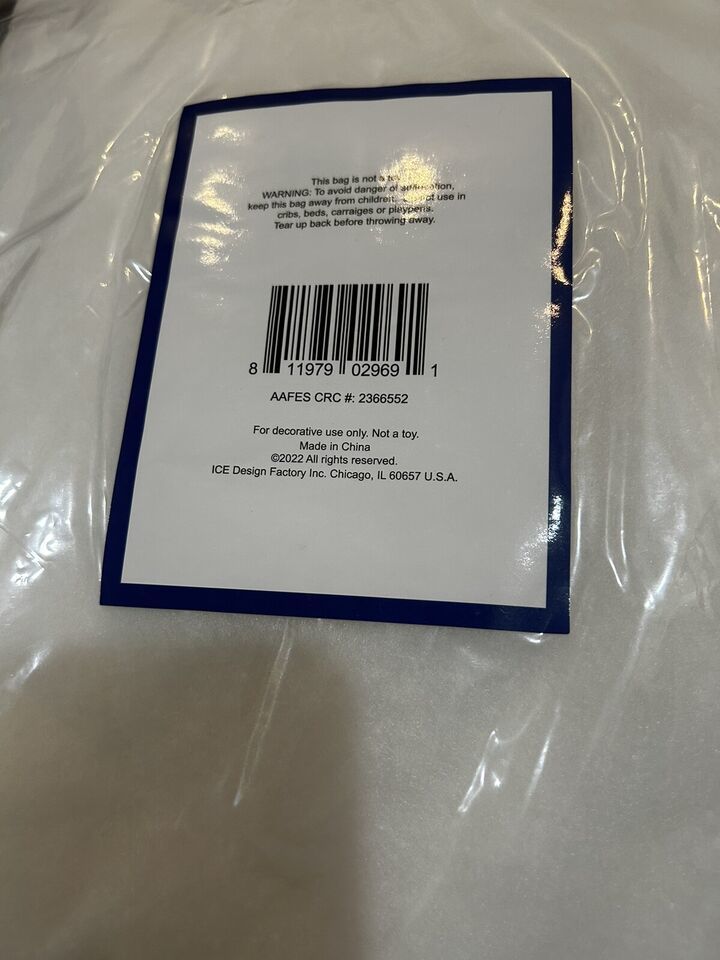 This bag is not a
WARNING: To avoid danger of
keep this bag away from children. use in
cribs, beds, carraiges or playpens.
Tear up back before throwing away.
8 11979 02969 1
AAFES CRC #: 2366552
For decorative use only. Not a toy.
Made in China
©2022 All rights reserved.
ICE Design Factory Inc. Chicago, IL 60657 U.S.A.